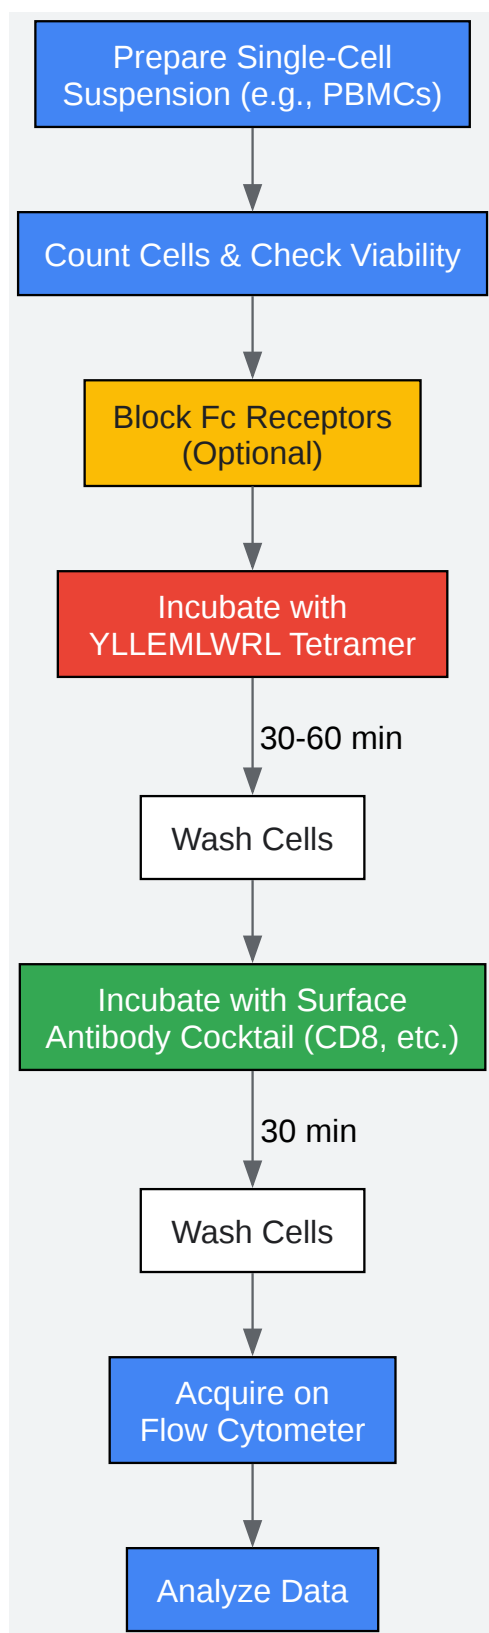 Prepare Single-Cell
Suspension (e.g., PBMCs)
Count Cells & Check Viability
Block Fc Receptors
(Optional)
Incubate with
YLLEMLWRL Tetramer
30-60 min
Wash Cells
Incubate with Surface
Antibody Cocktail (CD8, etc.)
30 min
Wash Cells
Acquire on
Flow Cytometer
Analyze Data